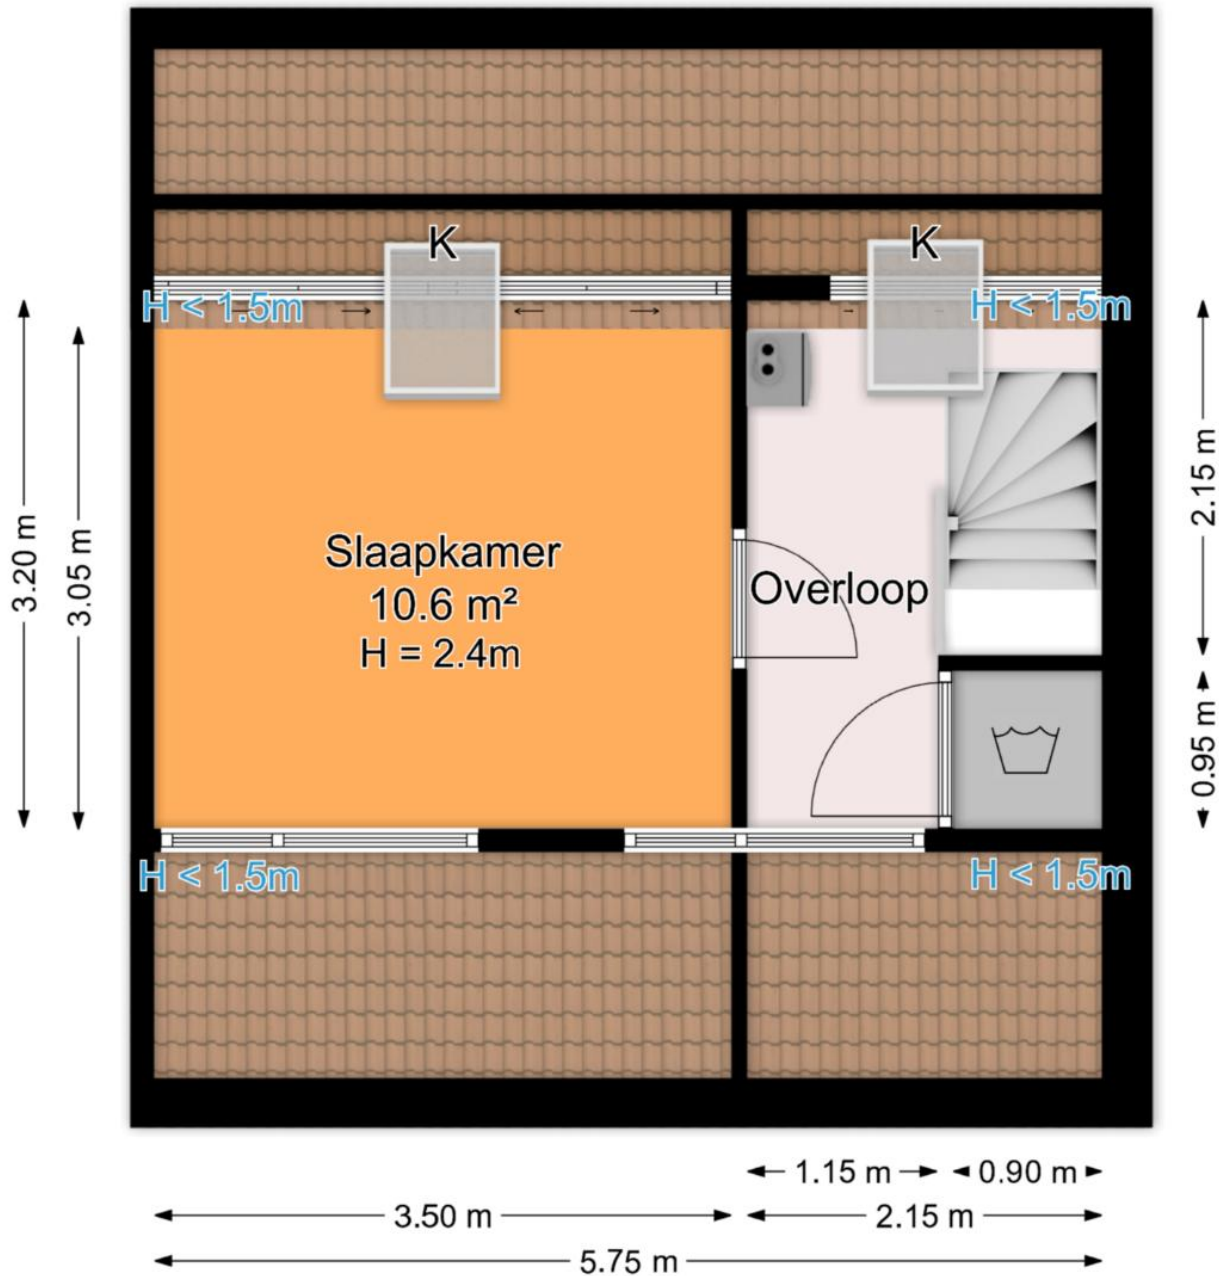 K
K
H < 1.5m
H < 1.5m
3.20 m
3.05 m
2.15 m
Slaapkamer
10.6 m²
H = 2.4m
Overloop
0.95 m
H < 1.5m
H < 1.5m
1.15 m
0.90 m
3.50 m
2.15 m
5.75 m